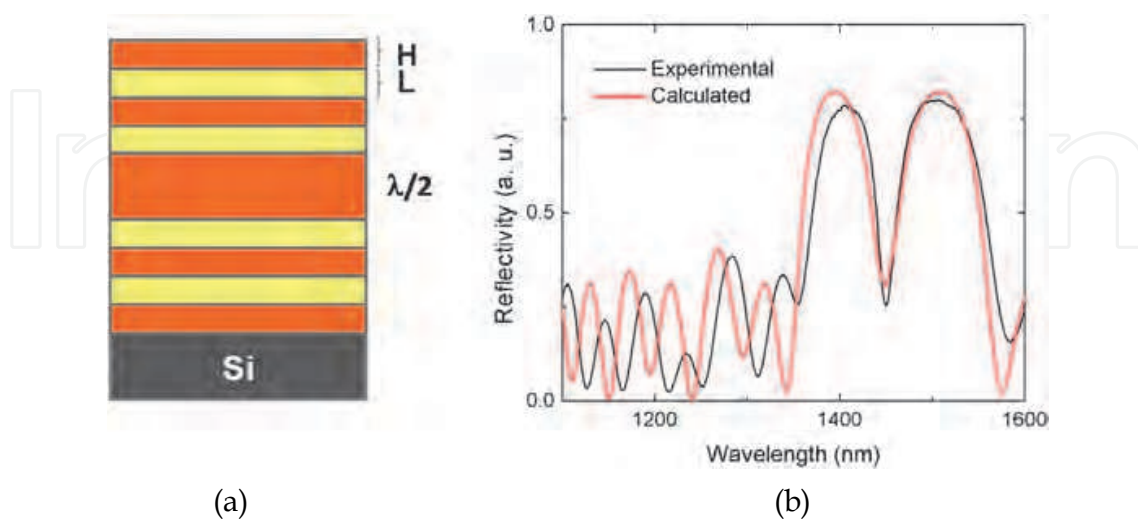 H
L
λ/2
Si
(a)
1.0
0.5
0.0
Reflectivity (a. u.)
Experimental
Calculated
1200
1400
1600
Wavelength (nm)
(b)